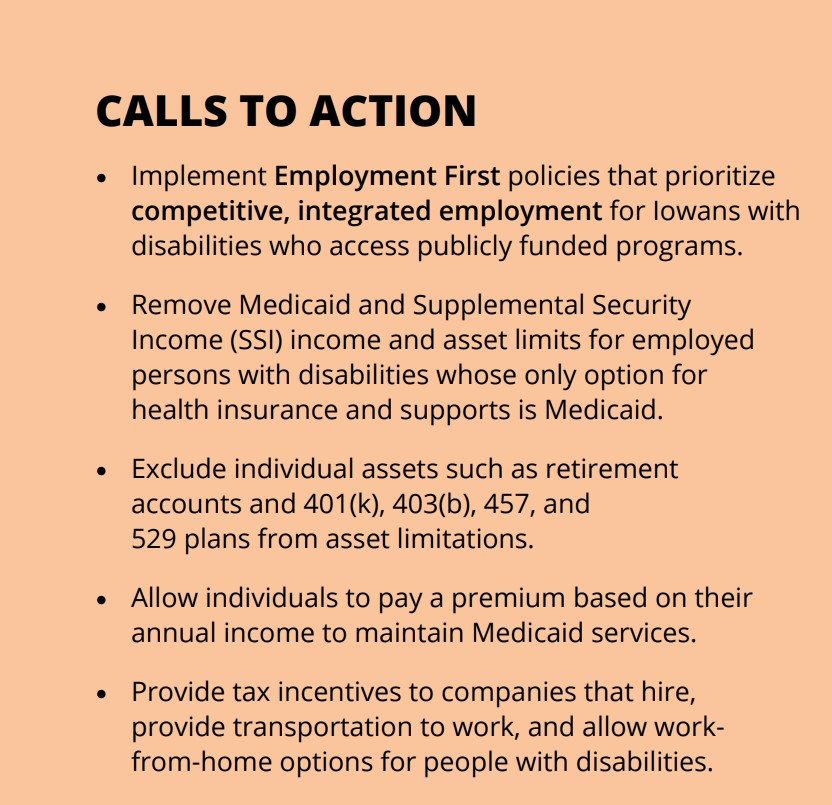 CALLS TO ACTION
• Implement Employment First policies that prioritize
competitive, integrated employment for Iowans with
disabilities who access publicly funded programs.
• Remove Medicaid and Supplemental Security
Income (SSI) income and asset limits for employed
persons with disabilities whose only option for
health insurance and supports is Medicaid.
• Exclude individual assets such as retirement
accounts and 401(k), 403(b), 457, and
529 plans from asset limitations.
• Allow individuals to pay a premium based on their
annual income to maintain Medicaid services.
• Provide tax incentives to companies that hire,
provide transportation to work, and allow work-
from-home options for people with disabilities.